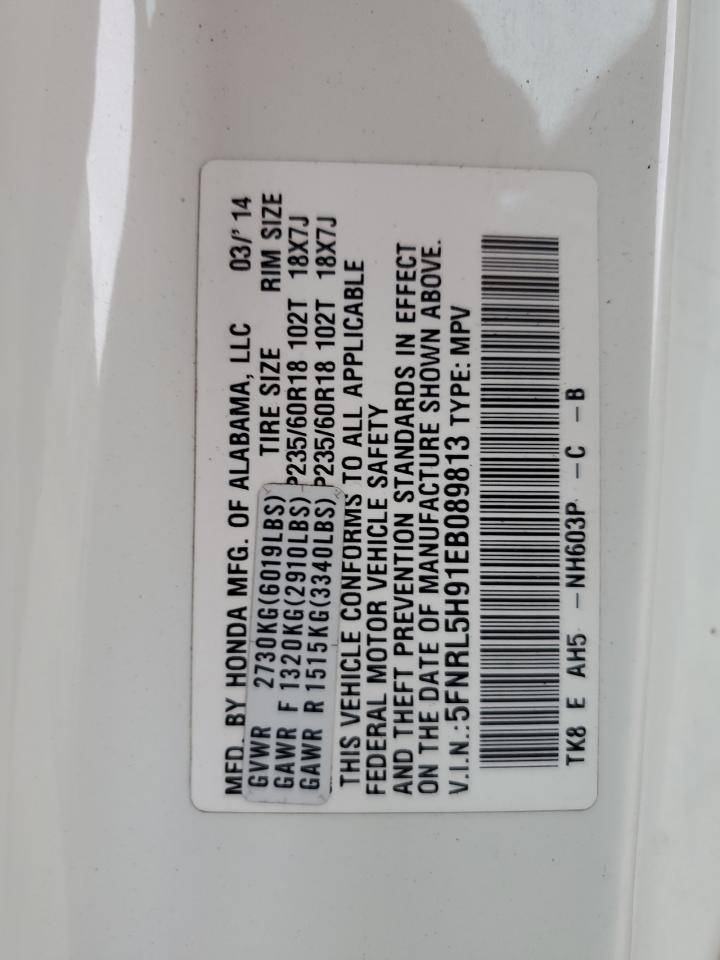 MFD. BY HONDA MFG. OF ALABAMA, LLC 03/'14
GVWR 2730KG(6019LBS) TIRE SIZE RIM SIZE
GAWR F 1320KG(2910LBS) P235/60R18 102T 18X7J
GAWR R 1515KG(3340LBS) P235/60R18 102T 18X7J
THIS VEHICLE CONFORMS TO ALL APPLICABLE
FEDERAL MOTOR VEHICLE SAFETY
AND THEFT PREVENTION STANDARDS IN EFFECT
ON THE DATE OF MANUFACTURE SHOWN ABOVE.
V.I.N.:5FNRL5H91EB089813 TYPE: MPV
TK8 E AH5 -NH603P -C -B